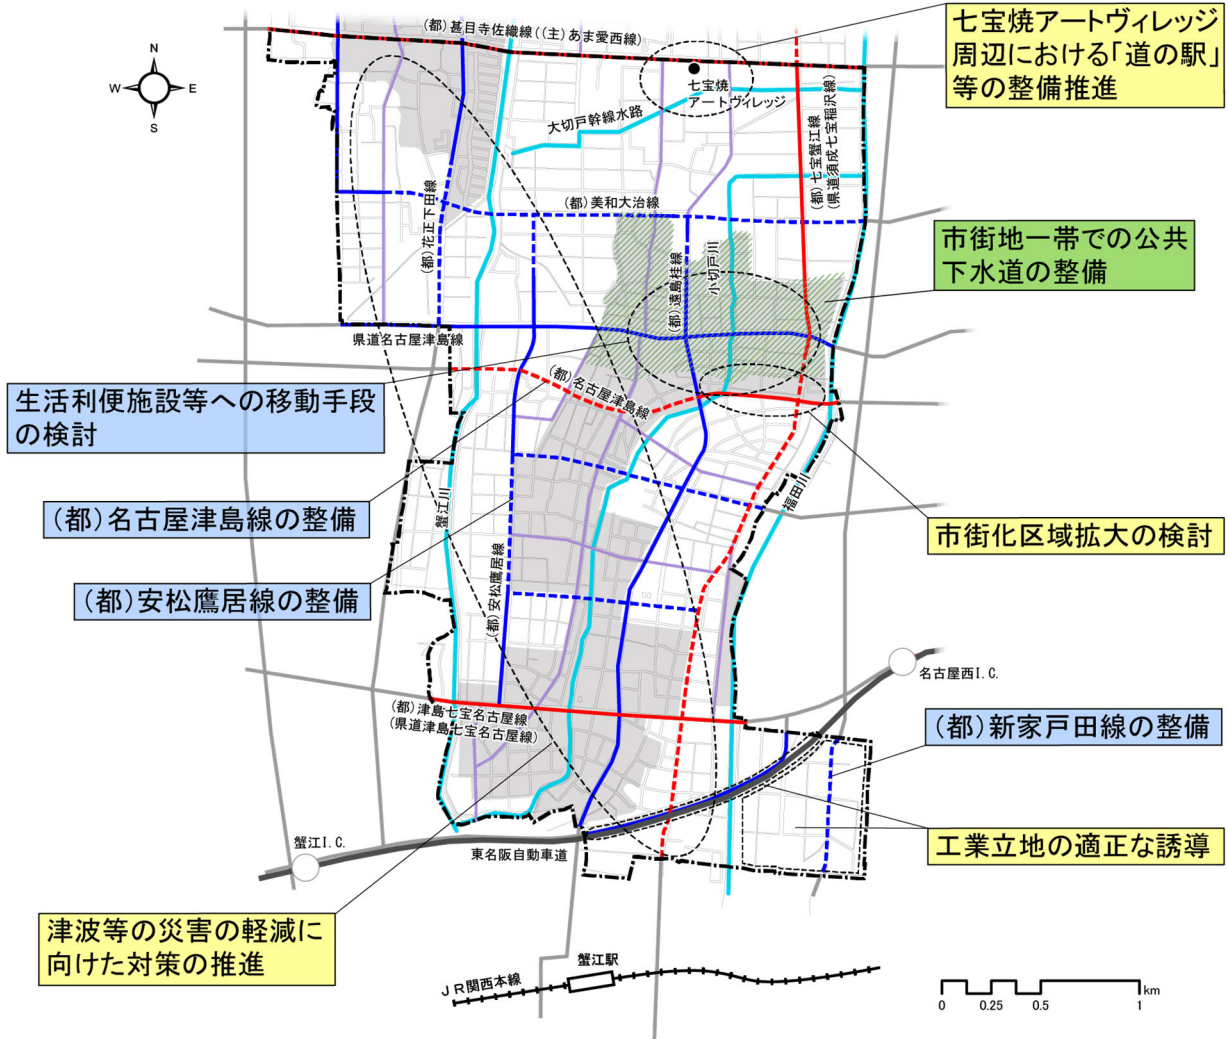 (都)甚目寺佐織線((主)あま愛西線)
七宝焼アートヴィレッジ
周辺における「道の駅」
等の整備推進
N
W
E
S
七宝焼
アートヴィレッジ
大切戸幹線水路
(都)七宝蟹江線
(県道須成七宝稲沢線)
(都)花正下田線
(都)美和大治線
市街地一帯での公共
下水道の整備
(都)遠島桂線
小切戸川
県道名古屋津島線
(都)名古屋津島線
生活利便施設等への移動手段
の検討
(都)名古屋津島線の整備
蟹江川
福田川
市街化区域拡大の検討
(都)安松鷹居線の整備
(都)安松鷹居線
名古屋西I.C.
(都)津島七宝名古屋線
(県道津島七宝名古屋線)
(都)新家戸田線の整備
蟹江I.C.
東名阪自動車道
工業立地の適正な誘導
津波等の災害の軽減に
向けた対策の推進
蟹江駅
JR関西本線
km
0 0.25 0.5 1